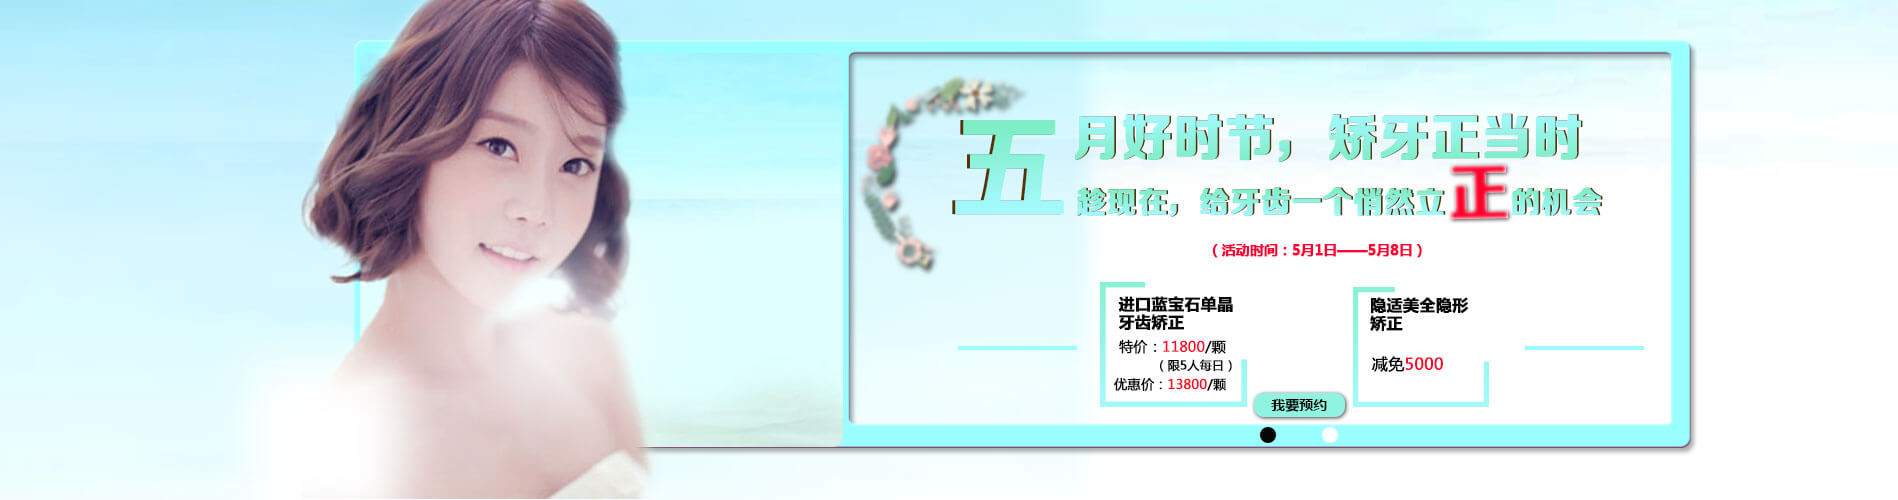 五月好时节，矫牙正当时
趁现在，给牙齿一个悄然立正的机会
（活动时间：5月1日——5月8日）
进口蓝宝石单晶
牙齿矫正
特价：11800/颗
（限5人每日）
优惠价：13800/颗
隐适美全隐形
矫正
减免5000
我要预约